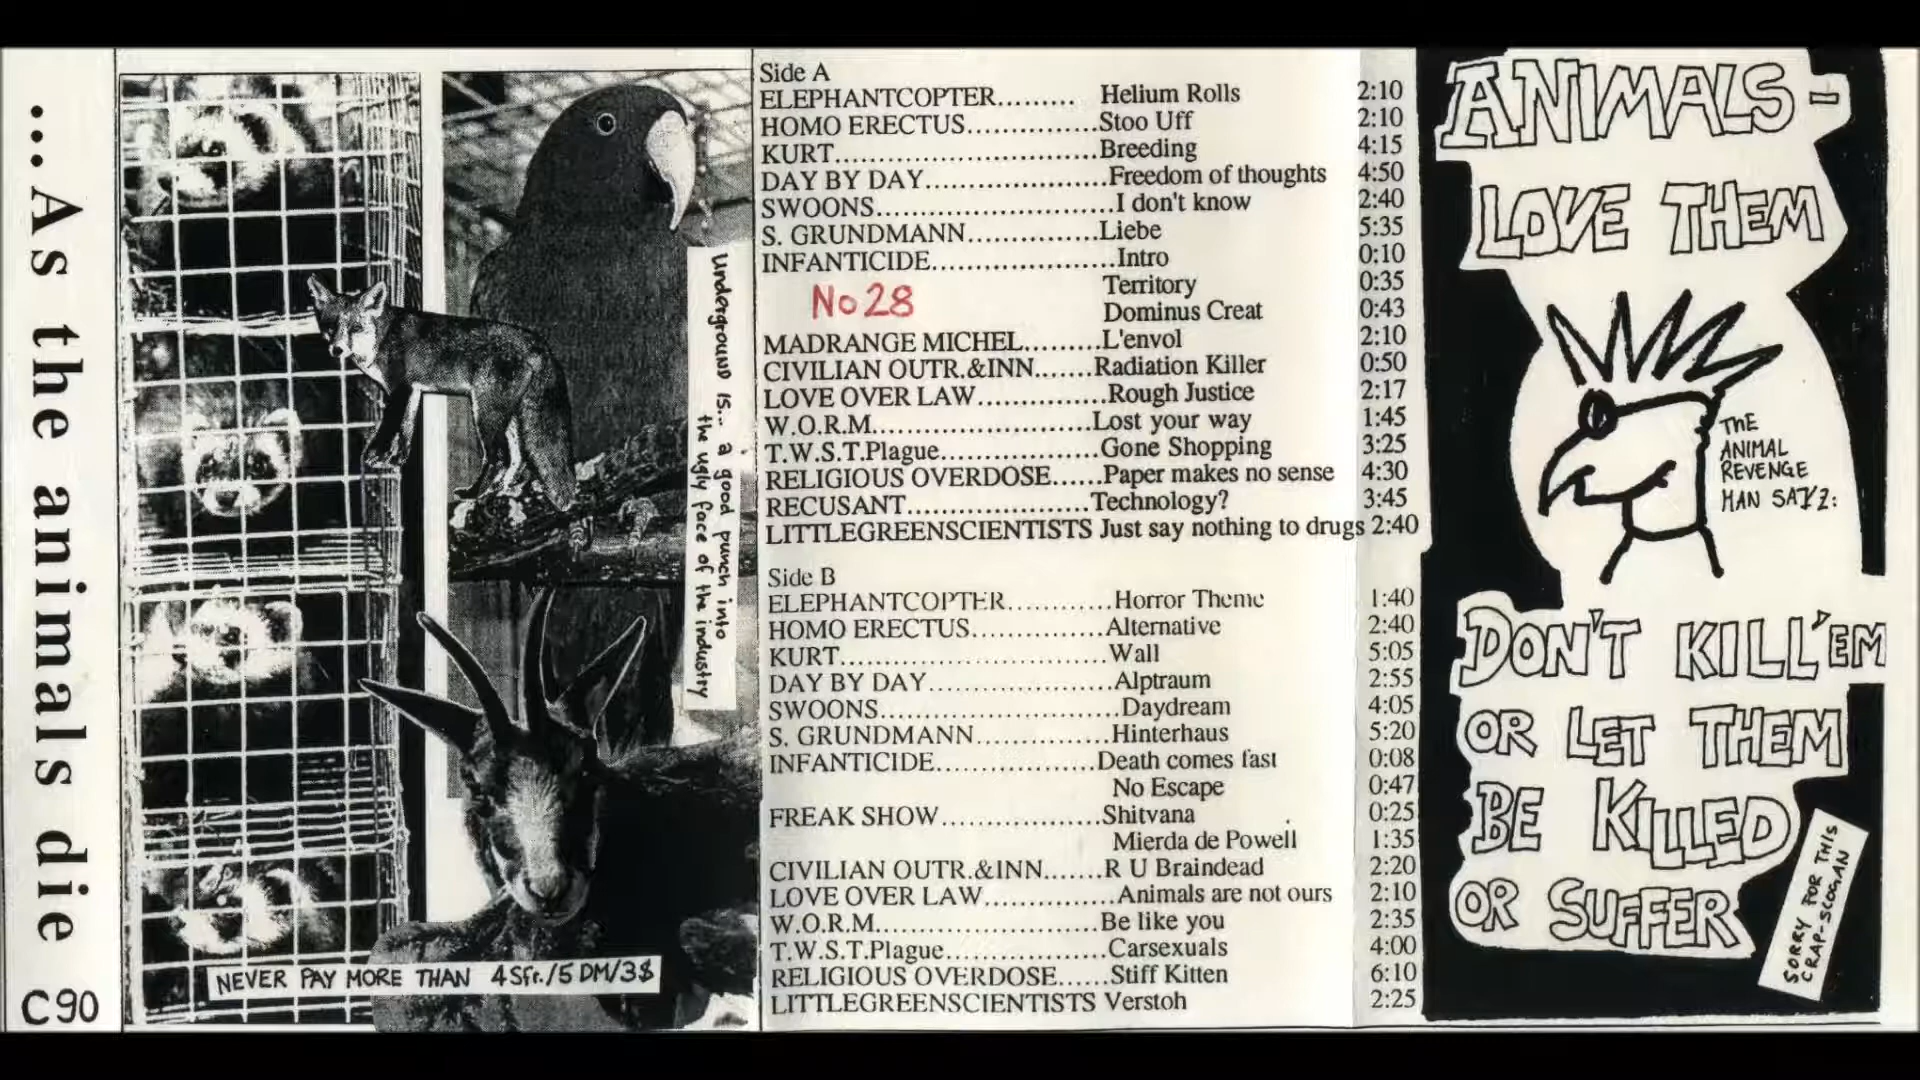 ...As the animals die
C90
Underground is... a good punch into
the ugly face of the industry
NEVER PAY MORE THAN 4Sfr./5 DM/3$
Side A
ELEPHANTCOPTER......... Helium Rolls 2:10
HOMO ERECTUS..............Stoo Uff 2:10
KURT............................Breeding 4:15
DAY BY DAY....................Freedom of thoughts 4:50
SWOONS..........................I don't know 2:40
S. GRUNDMANN..............Liebe 5:35
INFANTICIDE....................Intro 0:10
Territory 0:35
No 28
Dominus Creat 0:43
MADRANGE MICHEL.........L'envol 2:10
CIVILIAN OUTR.&INN.......Radiation Killer 0:50
LOVE OVER LAW..............Rough Justice 2:17
W.O.R.M.......................Lost your way 1:45
T.W.S.T.Plague.................Gone Shopping 3:25
RELIGIOUS OVERDOSE......Paper makes no sense 4:30
RECUSANT....................Technology? 3:45
LITTLEGREENSCIENTISTS Just say nothing to drugs 2:40
Side B
ELEPHANTCOPTER............Horror Theme 1:40
HOMO ERECTUS...............Alternative 2:40
KURT.............................Wall 5:05
DAY BY DAY....................Alptraum 2:55
SWOONS..........................Daydream 4:05
S. GRUNDMANN...............Hinterhaus 5:20
INFANTICIDE..................Death comes fast 0:08
No Escape 0:47
FREAK SHOW..................Shitvana 0:25
Mierda de Powell 1:35
CIVILIAN OUTR.&INN.......R U Braindead 2:20
LOVE OVER LAW..............Animals are not ours 2:10
W.O.R.M........................Be like you 2:35
T.W.S.T.Plague.................Carsexuals 4:00
RELIGIOUS OVERDOSE......Stiff Kitten 6:10
LITTLEGREENSCIENTISTS Verstoh 2:25
ANIMALS-
LOVE THEM
THE
ANIMAL
REVENGE
MAN SAYZ:
DON'T KILL'EM
OR LET THEM
BE KILLED
OR SUFFER
SORRY FOR THIS
CRAP-SLOGAN